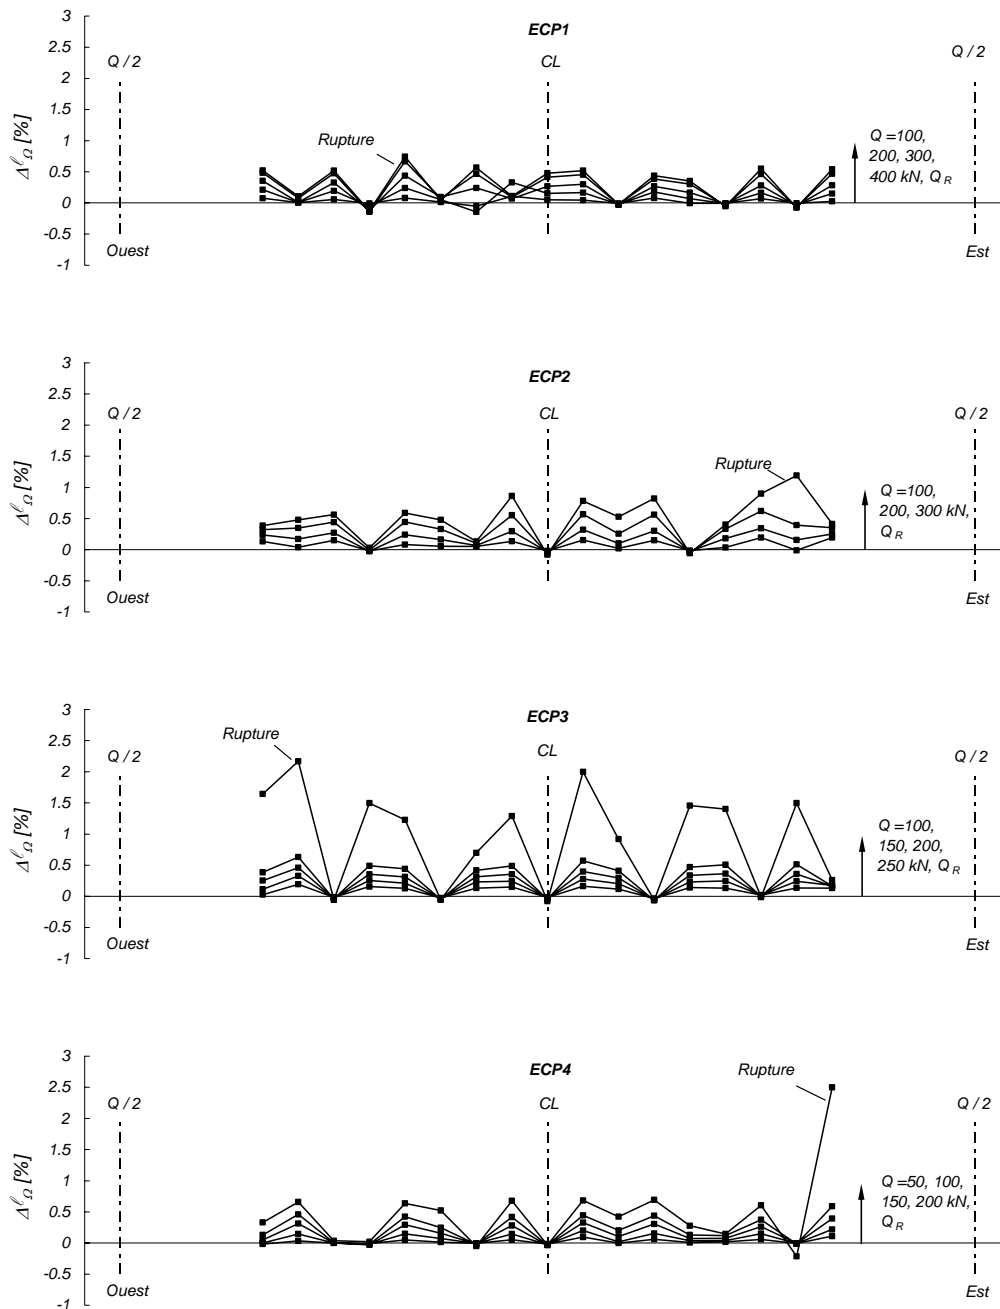 ECP1
3
2.5
2
1.5
1
0.5
0
-0.5
-1
Δℓ_Ω [%]
Q / 2
CL
Q / 2
Rupture
Q =100,
200, 300,
400 kN, Q_R
Ouest
Est
ECP2
3
2.5
2
1.5
1
0.5
0
-0.5
-1
Δℓ_Ω [%]
Q / 2
CL
Q / 2
Rupture
Q =100,
200, 300 kN,
Q_R
Ouest
Est
ECP3
3
2.5
2
1.5
1
0.5
0
-0.5
-1
Δℓ_Ω [%]
Rupture
Q / 2
CL
Q / 2
Q =100,
150, 200,
250 kN, Q_R
Ouest
Est
ECP4
3
2.5
2
1.5
1
0.5
0
-0.5
-1
Δℓ_Ω [%]
Rupture
Q / 2
CL
Q / 2
Q =50, 100,
150, 200 kN,
Q_R
Ouest
Est